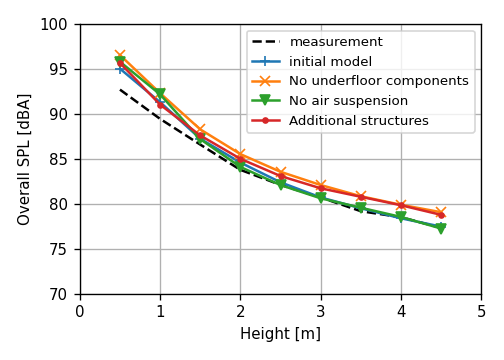 100
95
90
85
80
75
70
0
1
2
3
4
5
Overall SPL [dBA]
Height [m]
measurement
initial model
No underfloor components
No air suspension
Additional structures